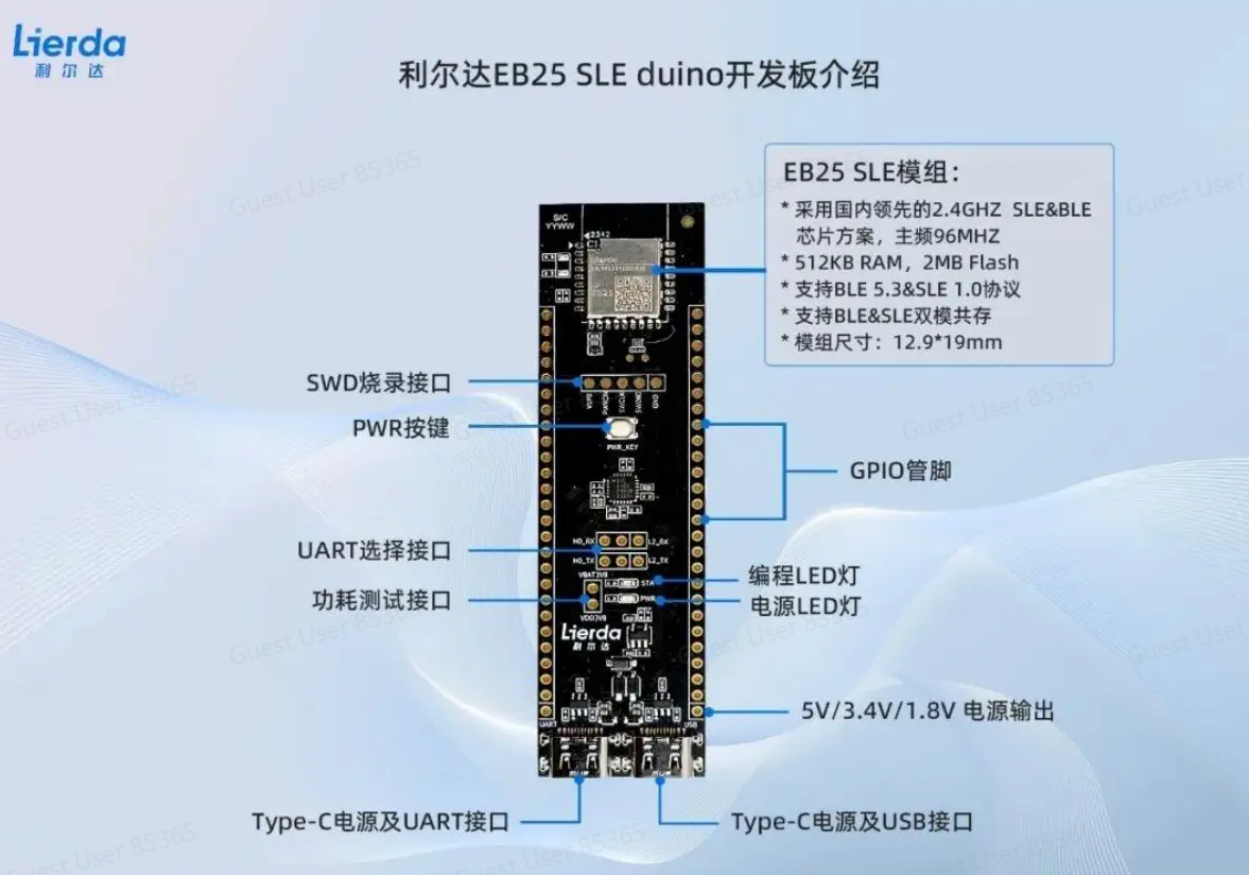 Lierda
利尔达
利尔达EB25 SLE duino开发板介绍
EB25 SLE模组：
* 采用国内领先的2.4GHZ SLE&BLE
芯片方案，主频96MHZ
* 512KB RAM，2MB Flash
* 支持BLE 5.3&SLE 1.0协议
* 支持BLE&SLE双模共存
* 模组尺寸：12.9*19mm
S/C
YYWW
2342
EB25
SWD烧录接口
GND
PWR按键
PWR_KEY
GPIO管脚
UART选择接口
H0_RX
L2_RX
H0_TX
L2_TX
VBAT3V8
STA
编程LED灯
功耗测试接口
PWR
电源LED灯
VDD3V8
Lierda
利尔达
5V/3.4V/1.8V 电源输出
UART
USB
Type-C电源及UART接口
Type-C电源及USB接口
Guest User 85365
Guest User 85365
Guest User 85365
Guest User 85365
Guest User 85365
Guest User 85365
Guest User 85365